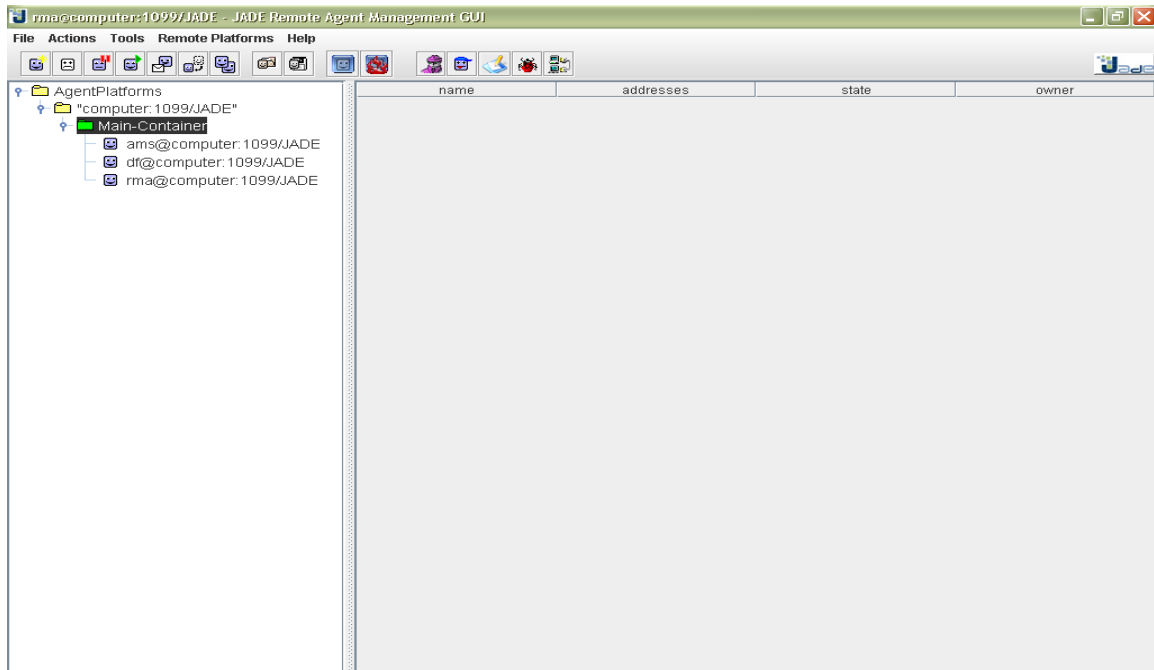 rma@computer:1099/JADE - JADE Remote Agent Management GUI
File Actions Tools Remote Platforms Help
Jade
AgentPlatforms
"computer:1099/JADE"
Main-Container
ams@computer:1099/JADE
df@computer:1099/JADE
rma@computer:1099/JADE
name addresses state owner